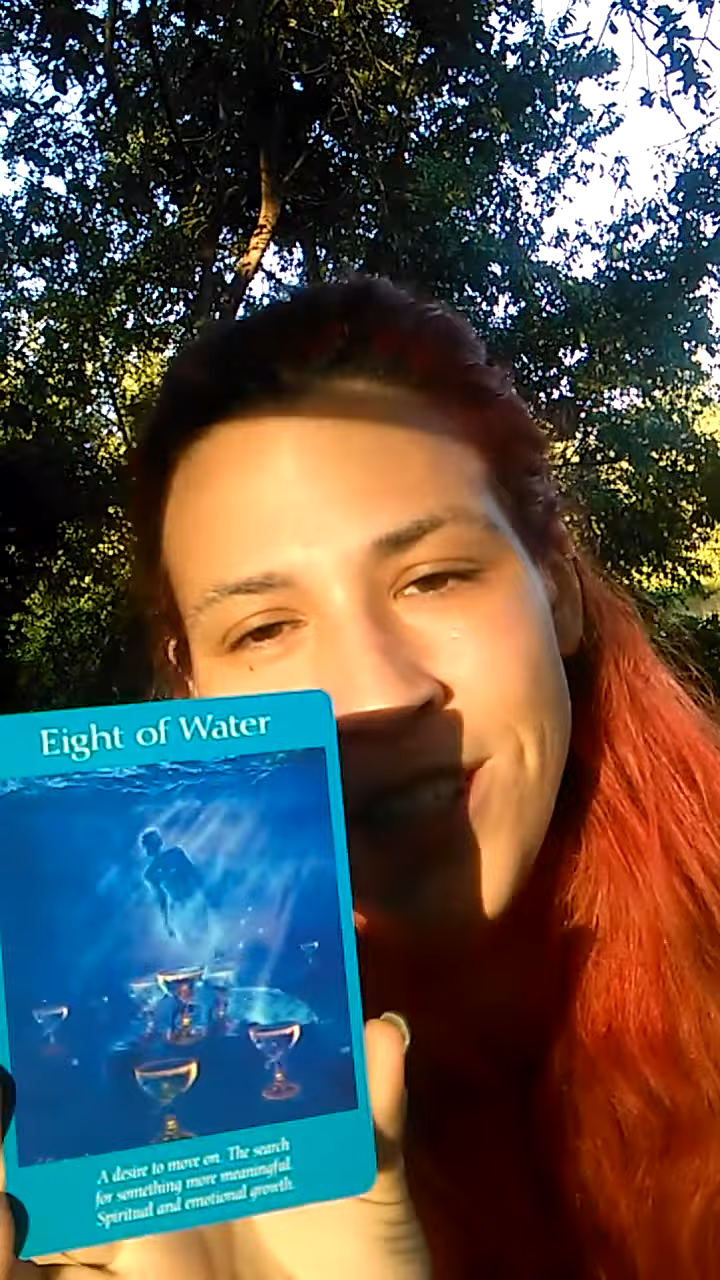 Eight of Water
A desire to move on. The search
for something more meaningful.
Spiritual and emotional growth.